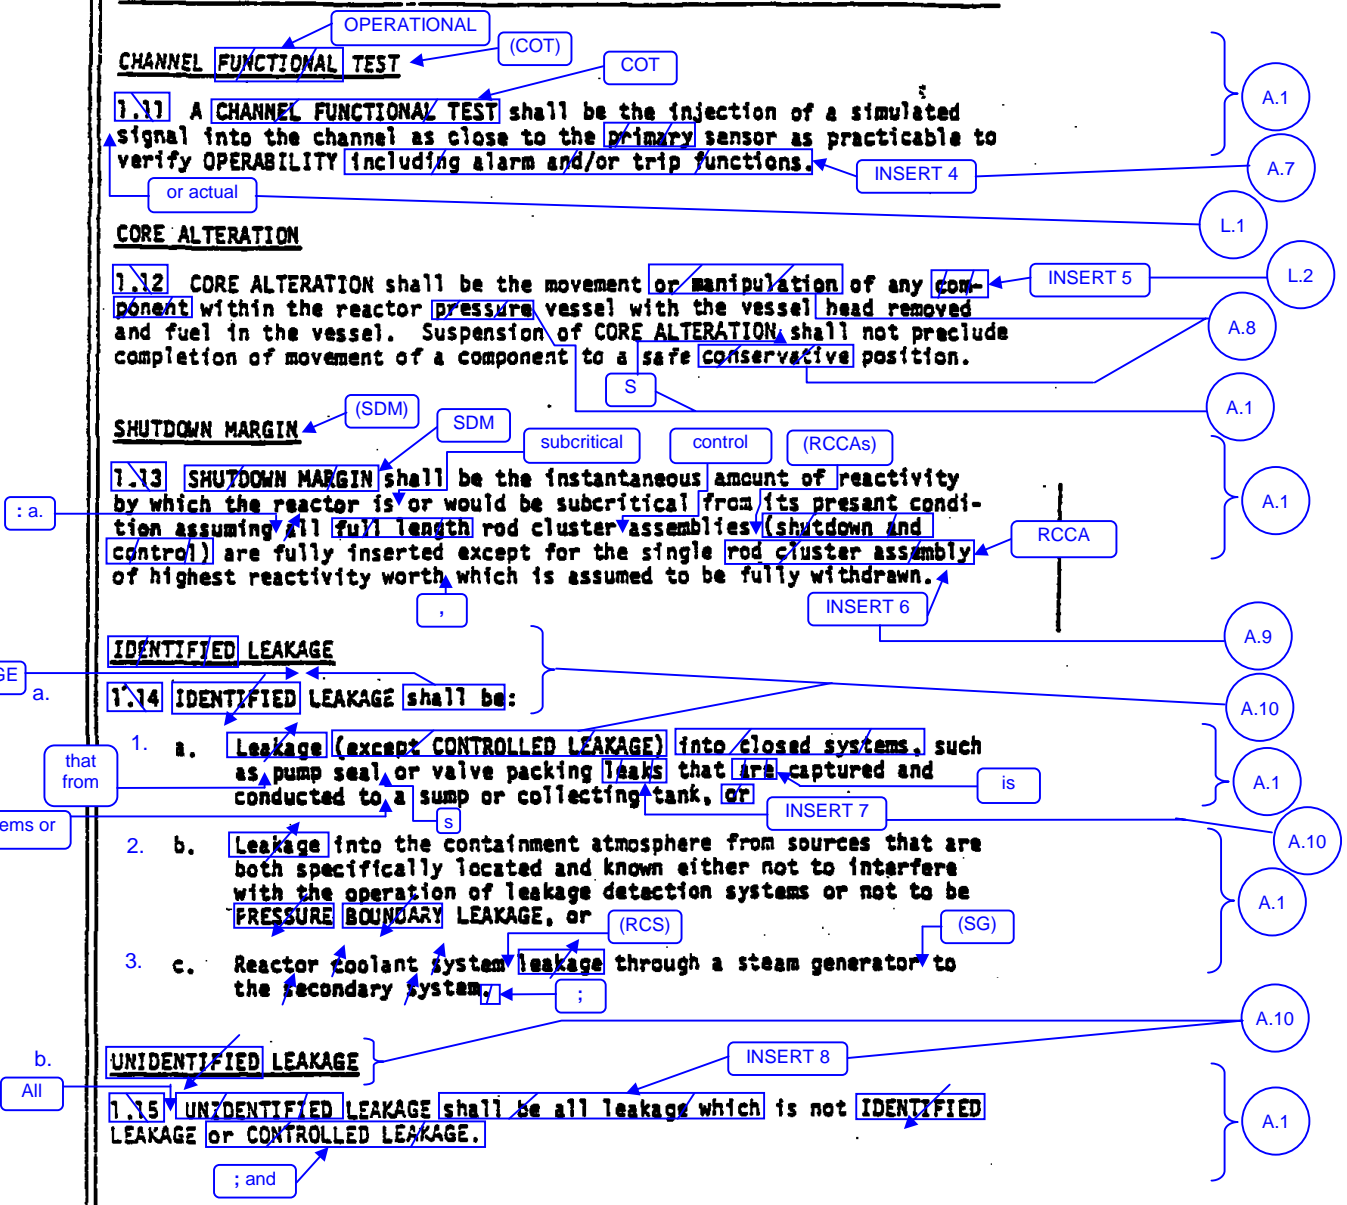 OPERATIONAL
(COT)
CHANNEL FUNCTIONAL TEST
COT
A.1
1.11 A CHANNEL FUNCTIONAL TEST shall be the injection of a simulated
signal into the channel as close to the primary sensor as practicable to
verify OPERABILITY including alarm and/or trip functions.
INSERT 4
A.7
or actual
L.1
CORE ALTERATION
L.2
INSERT 5
1.12 CORE ALTERATION shall be the movement or manipulation of any com-
ponent within the reactor pressure vessel with the vessel head removed
and fuel in the vessel. Suspension of CORE ALTERATION shall not preclude
completion of movement of a component to a safe conservative position.
A.8
S
A.1
(SDM)
SDM
SHUTDOWN MARGIN
subcritical
control
(RCCAs)
1.13 SHUTDOWN MARGIN shall be the instantaneous amount of reactivity
by which the reactor is or would be subcritical from its present condi-
: a.
tion assuming all full length rod cluster assemblies (shutdown and
control) are fully inserted except for the single rod cluster assembly
of highest reactivity worth which is assumed to be fully withdrawn.
A.1
RCCA
,
INSERT 6
A.9
IDENTIFIED LEAKAGE
GE
a.
1.14 IDENTIFIED LEAKAGE shall be:
A.10
1. a. Leakage (except CONTROLLED LEAKAGE) into closed systems, such
as pump seal or valve packing leaks that are captured and
conducted to a sump or collecting tank, or
that
from
is
A.1
ems or
s
INSERT 7
A.10
2. b. Leakage into the containment atmosphere from sources that are
both specifically located and known either not to interfere
with the operation of leakage detection systems or not to be
PRESSURE BOUNDARY LEAKAGE, or
A.1
(RCS)
(SG)
3. c. Reactor coolant system leakage through a steam generator to
the secondary system.
;
A.10
b.
UNIDENTIFIED LEAKAGE
INSERT 8
All
1.15 UNIDENTIFIED LEAKAGE shall be all leakage which is not IDENTIFIED
LEAKAGE or CONTROLLED LEAKAGE.
A.1
; and